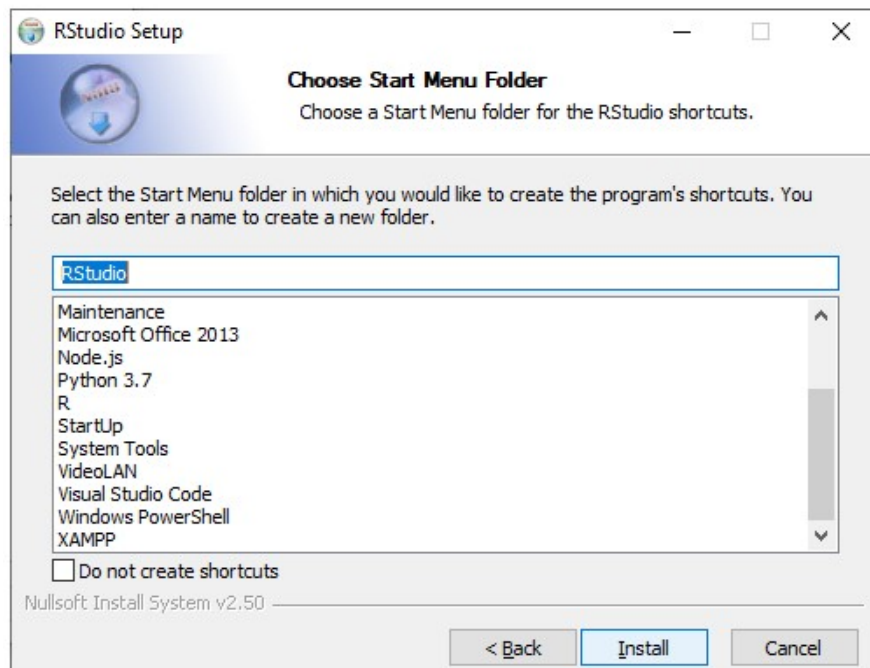 RStudio Setup
Choose Start Menu Folder
Choose a Start Menu folder for the RStudio shortcuts.
Select the Start Menu folder in which you would like to create the program's shortcuts. You
can also enter a name to create a new folder.
RStudio
Maintenance
Microsoft Office 2013
Node.js
Python 3.7
R
StartUp
System Tools
VideoLAN
Visual Studio Code
Windows PowerShell
XAMPP
Do not create shortcuts
Nullsoft Install System v2.50
< Back
Install
Cancel